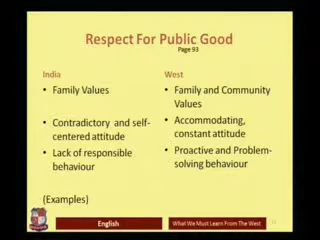 Respect For Public Good
Page 93
India
• Family Values
• Contradictory and self-
centered attitude
• Lack of responsible
behaviour
(Examples)
West
• Family and Community
Values
• Accommodating,
constant attitude
• Proactive and Problem-
solving behaviour
English
What We Must Learn From The West